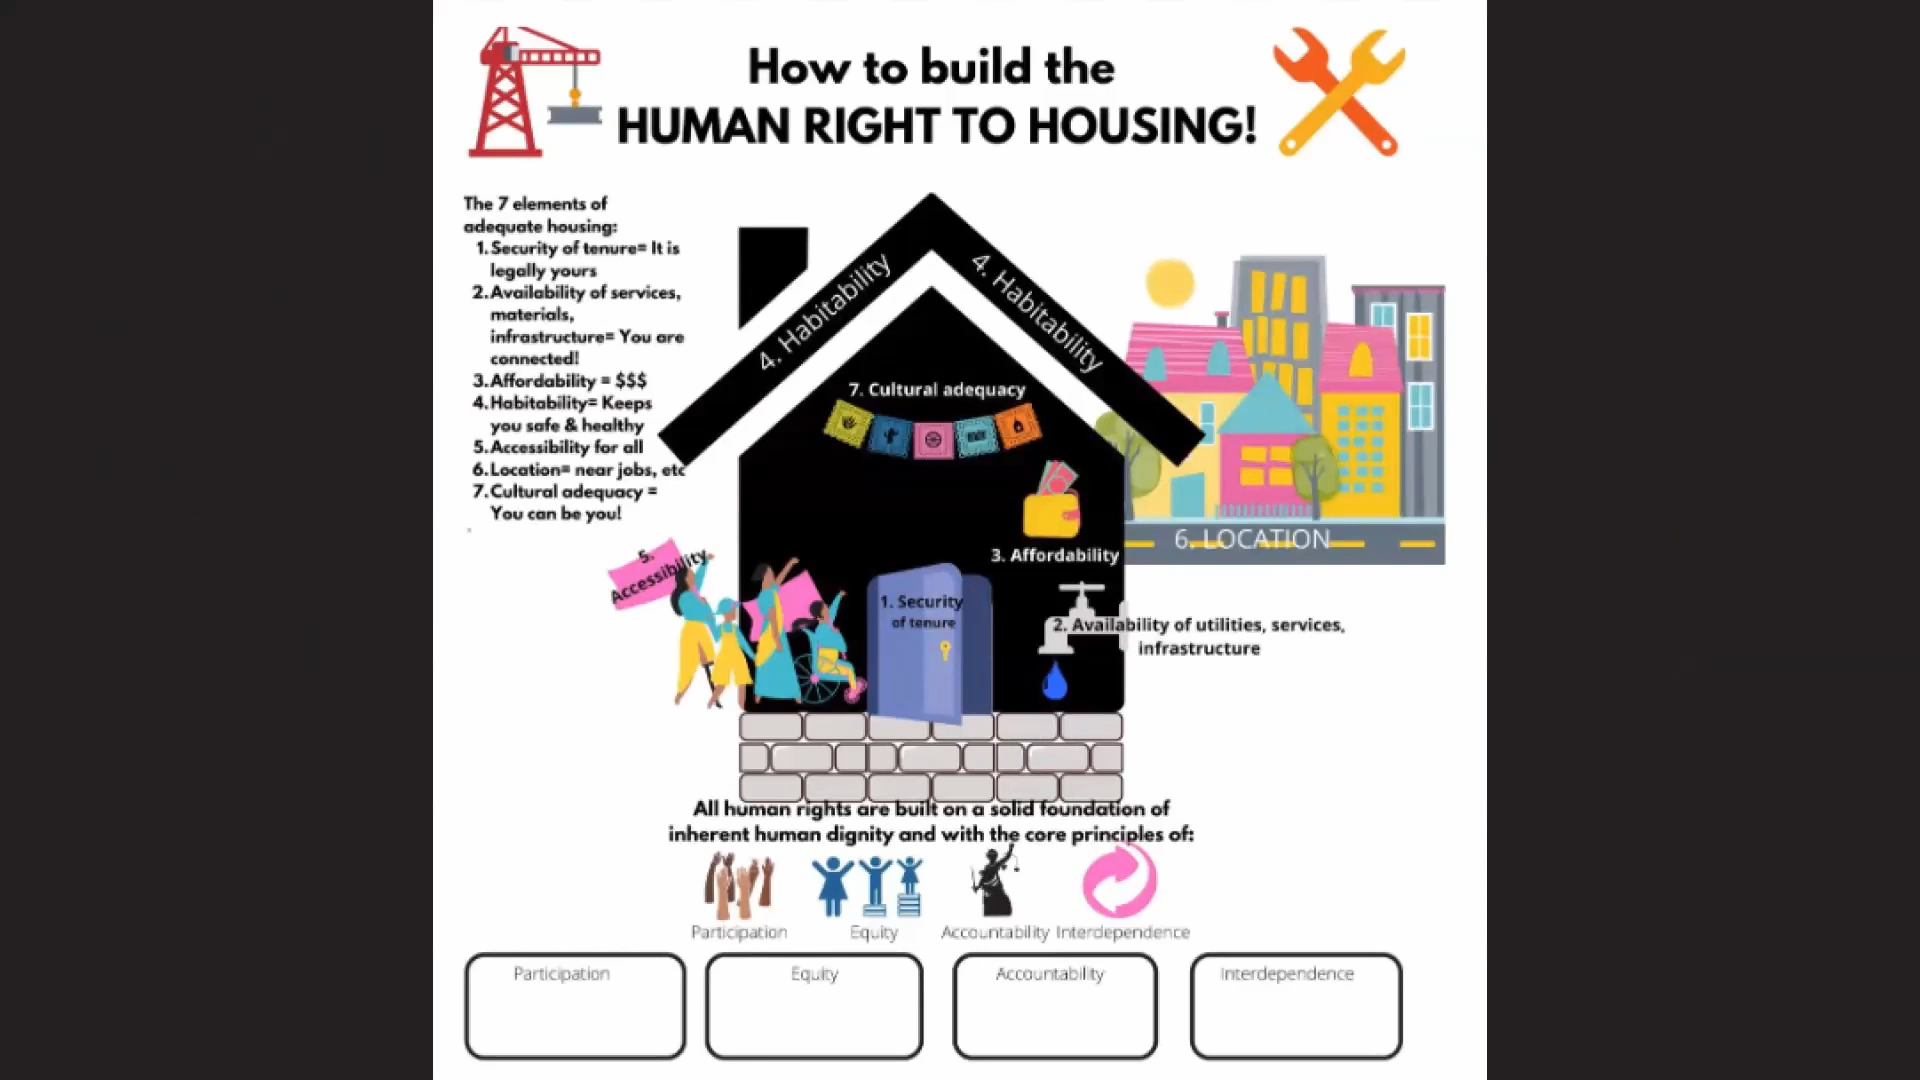 How to build the
HUMAN RIGHT TO HOUSING!
The 7 elements of
adequate housing:
1. Security of tenure= It is
legally yours
2. Availability of services,
materials,
infrastructure= You are
connected!
3. Affordability = $$$
4. Habitability= Keeps
you safe & healthy
5. Accessibility for all
6. Location= near jobs, etc
7. Cultural adequacy =
You can be you!
4. Habitability
4. Habitability
7. Cultural adequacy
3. Affordability
6. LOCATION
5.
Accessibility
1. Security
of tenure
2. Availability of utilities, services,
infrastructure
All human rights are built on a solid foundation of
inherent human dignity and with the core principles of:
Participation
Equity
Accountability
Interdependence
Participation
Equity
Accountability
Interdependence